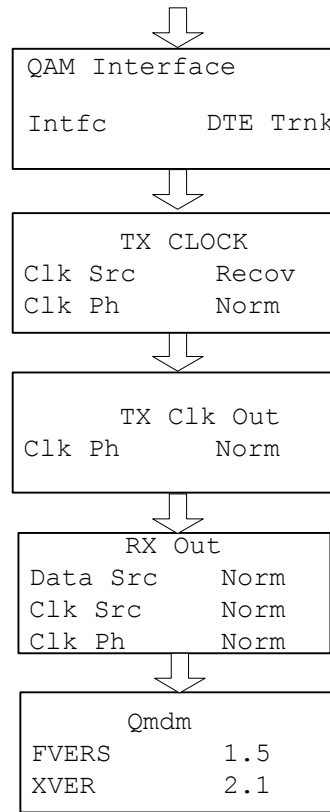 QAM Interface
Intfc DTE Trnk
TX CLOCK
Clk Src Recov
Clk Ph Norm
TX Clk Out
Clk Ph Norm
RX Out
Data Src Norm
Clk Src Norm
Clk Ph Norm
Qmdm
FVERS 1.5
XVER 2.1